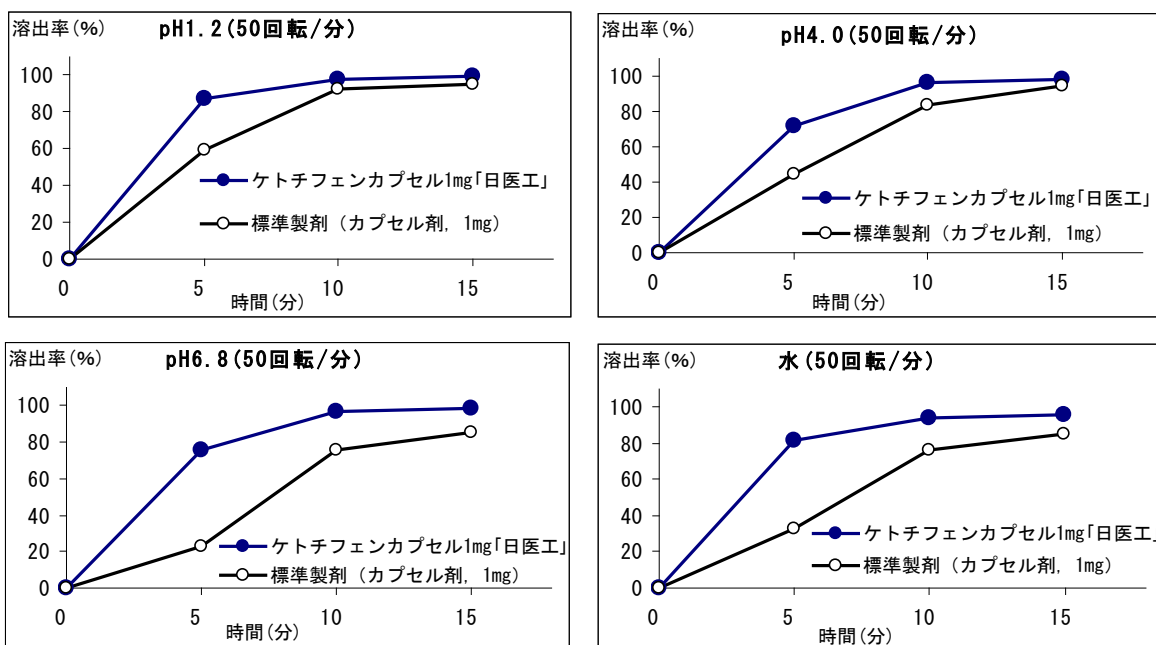 溶出率(%)
pH1.2(50回転/分)
100
80
60
40
20
0
ケトチフェンカプセル1mg「日医工」
標準製剤（カプセル剤, 1mg）
0 5 10 15
時間(分)
溶出率(%)
pH4.0(50回転/分)
100
80
60
40
20
0
ケトチフェンカプセル1mg「日医工」
標準製剤（カプセル剤, 1mg）
0 5 10 15
時間(分)
溶出率(%)
pH6.8(50回転/分)
100
80
60
40
20
0
ケトチフェンカプセル1mg「日医工」
標準製剤（カプセル剤, 1mg）
0 5 10 15
時間(分)
溶出率(%)
水(50回転/分)
100
80
60
40
20
0
ケトチフェンカプセル1mg「日医工」
標準製剤（カプセル剤, 1mg）
0 5 10 15
時間(分)